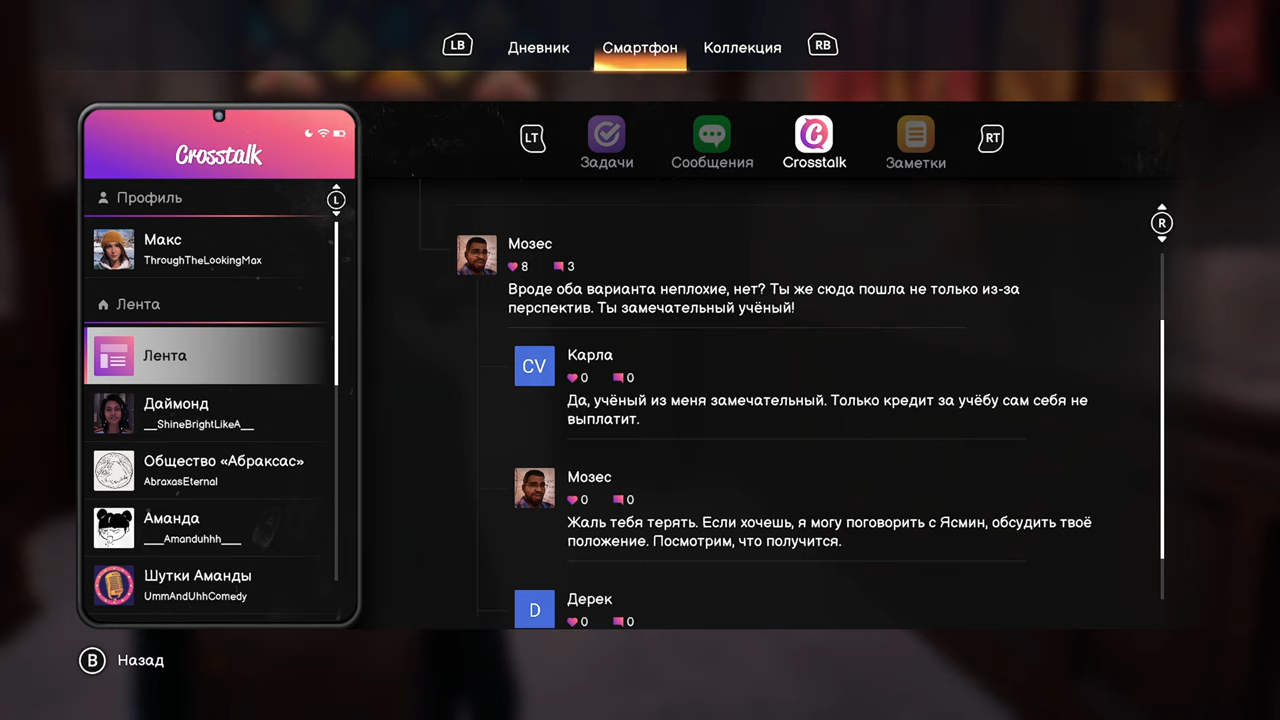 LB
Дневник
Смартфон
Коллекция
RB
Crosstalk
LT
Задачи
Сообщения
Crosstalk
Заметки
RT
Профиль
L
Макс
ThroughTheLookingMax
Лента
Лента
Даймонд
__ShineBrightLikeA__
Общество «Абраксас»
AbraxasEternal
Аманда
___Amanduhhh___
Шутки Аманды
UmmAndUhhComedy
R
Мозес
8 3
Вроде оба варианта неплохие, нет? Ты же сюда пошла не только из-за
перспектив. Ты замечательный учёный!
CV
Карла
0 0
Да, учёный из меня замечательный. Только кредит за учёбу сам себя не
выплатит.
Мозес
0 0
Жаль тебя терять. Если хочешь, я могу поговорить с Ясмин, обсудить твоё
положение. Посмотрим, что получится.
D
Дерек
0 0
B Назад